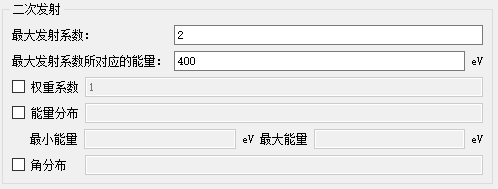 二次发射
最大发射系数： 2
最大发射系数所对应的能量： 400 eV
权重系数 1
能量分布
最小能量 eV 最大能量 eV
角分布